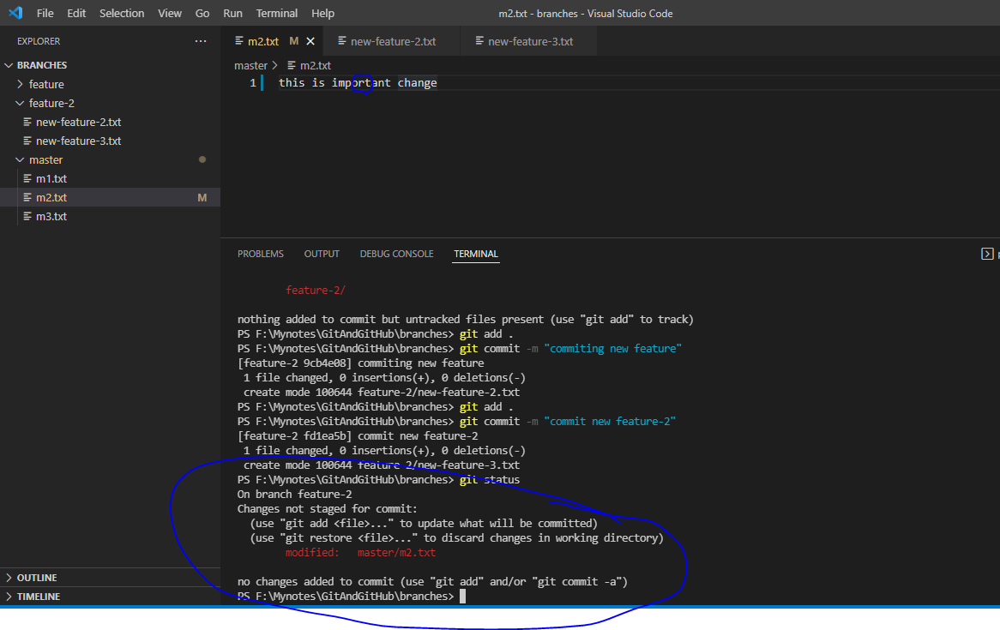 File Edit Selection View Go Run Terminal Help
m2.txt - branches - Visual Studio Code
EXPLORER
BRANCHES
feature
feature-2
new-feature-2.txt
new-feature-3.txt
master
m1.txt
m2.txt M
m3.txt
OUTLINE
TIMELINE
m2.txt M new-feature-2.txt new-feature-3.txt
master > m2.txt
1 this is important change
PROBLEMS OUTPUT DEBUG CONSOLE TERMINAL
feature-2/
nothing added to commit but untracked files present (use "git add" to track)
PS F:\Mynotes\GitAndGitHub\branches> git add .
PS F:\Mynotes\GitAndGitHub\branches> git commit -m "commiting new feature"
[feature-2 9cb4e08] commiting new feature
1 file changed, 0 insertions(+), 0 deletions(-)
create mode 100644 feature-2/new-feature-2.txt
PS F:\Mynotes\GitAndGitHub\branches> git add .
PS F:\Mynotes\GitAndGitHub\branches> git commit -m "commit new feature-2"
[feature-2 fd1ea5b] commit new feature-2
1 file changed, 0 insertions(+), 0 deletions(-)
create mode 100644 feature-2/new-feature-3.txt
PS F:\Mynotes\GitAndGitHub\branches> git status
On branch feature-2
Changes not staged for commit:
(use "git add <file>..." to update what will be committed)
(use "git restore <file>..." to discard changes in working directory)
modified: master/m2.txt
no changes added to commit (use "git add" and/or "git commit -a")
PS F:\Mynotes\GitAndGitHub\branches>